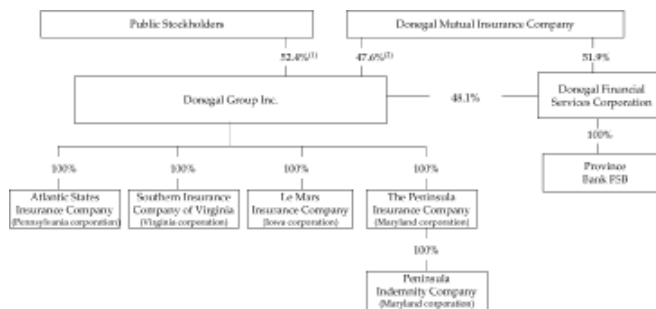 Public Stockholders
Donegal Mutual Insurance Company
52.4%(1)
47.6%(2)
51.9%
Donegal Group Inc.
48.1%
Donegal Financial
Services Corporation
100%
Province
Bank FSB
100%
100%
100%
100%
Atlantic States
Insurance Company
(Pennsylvania corporation)
Southern Insurance
Company of Virginia
(Virginia corporation)
Le Mars
Insurance Company
(Iowa corporation)
The Peninsula
Insurance Company
(Maryland corporation)
100%
Peninsula
Indemnity Company
(Maryland corporation)